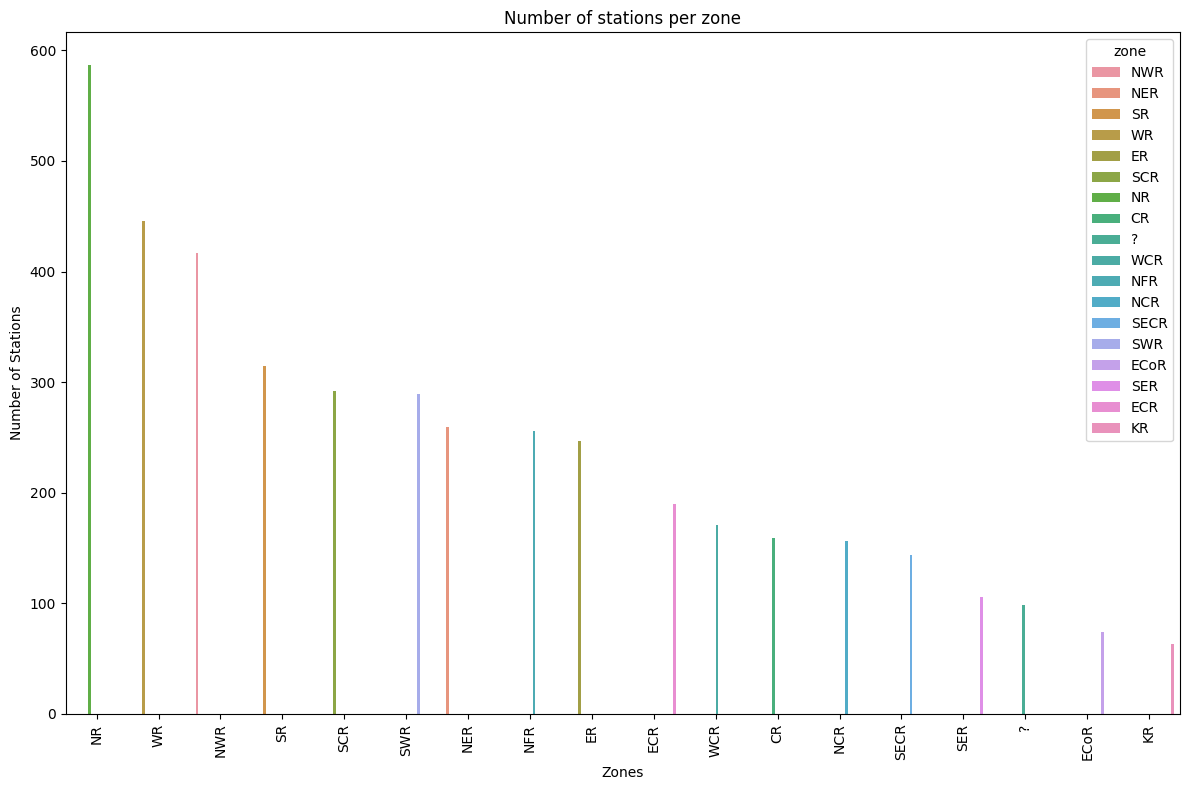 Number of stations per zone
600
500
400
300
200
100
0
Number of Stations
zone
NWR
NER
SR
WR
ER
SCR
NR
CR
?
WCR
NFR
NCR
SECR
SWR
ECoR
SER
ECR
KR
NR WR NWR SR SCR SWR NER NFR ER ECR WCR CR NCR SECR SER ? ECoR KR
Zones